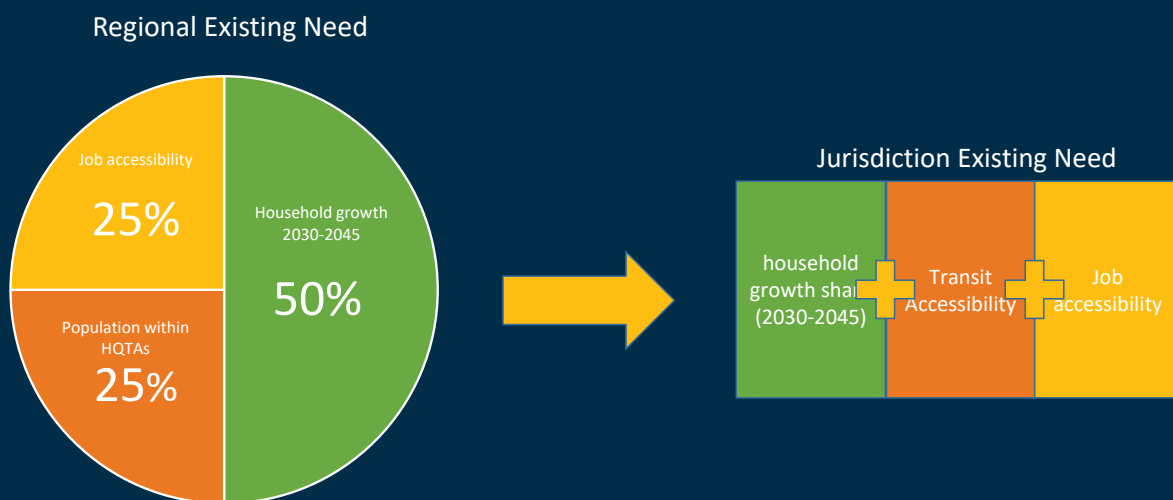 Regional Existing Need
Job accessibility
25%
Household growth
2030-2045
50%
Population within
HQTAs
25%
Jurisdiction Existing Need
household
growth shar
(2030-2045)
Transit
Accessibility
Job
accessibility